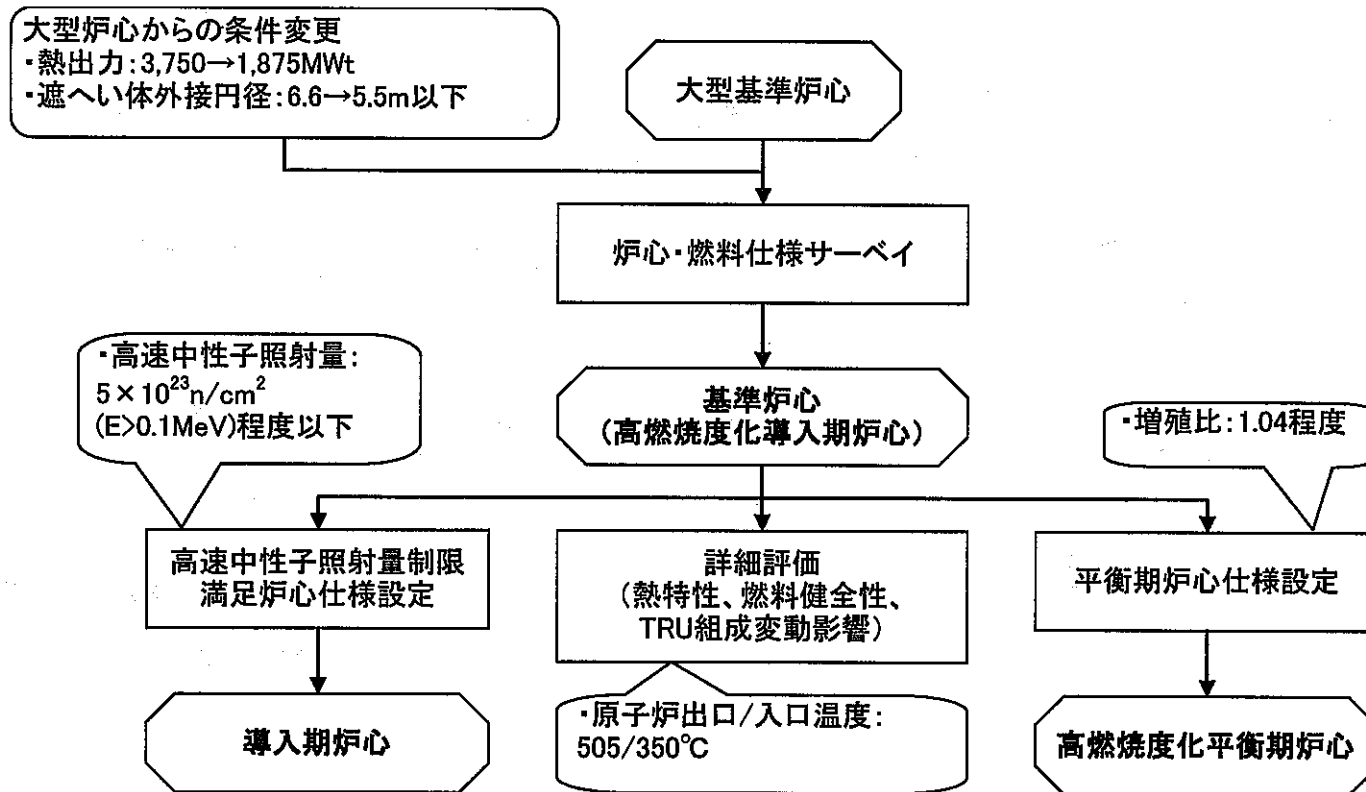 大型炉心からの条件変更
・熱出力:3,750→1,875MWt
・遮へい体外接円径:6.6→5.5m以下
大型基準炉心
炉心・燃料仕様サーベイ
・高速中性子照射量:
5×10²³n/cm²
(E>0.1MeV)程度以下
基準炉心
(高燃焼度化導入期炉心)
・増殖比:1.04程度
高速中性子照射量制限
満足炉心仕様設定
詳細評価
(熱特性、燃料健全性、
TRU組成変動影響)
平衡期炉心仕様設定
導入期炉心
・原子炉出口/入口温度:
505/350℃
高燃焼度化平衡期炉心